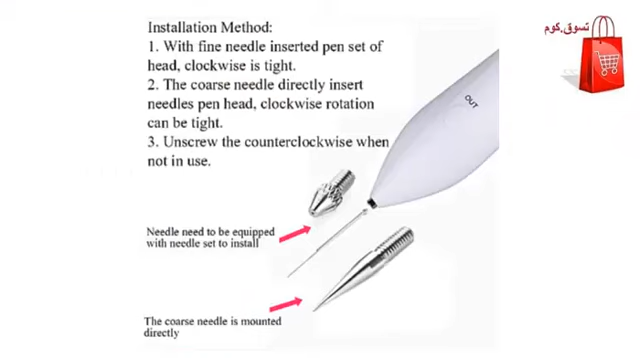 Installation Method:
1. With fine needle inserted pen set of
head, clockwise is tight.
2. The coarse needle directly insert
needles pen head, clockwise rotation
can be tight.
3. Unscrew the counterclockwise when
not in use.
تسوق.كوم
OUT
Needle need to be equipped
with needle set to install
The coarse needle is mounted
directly